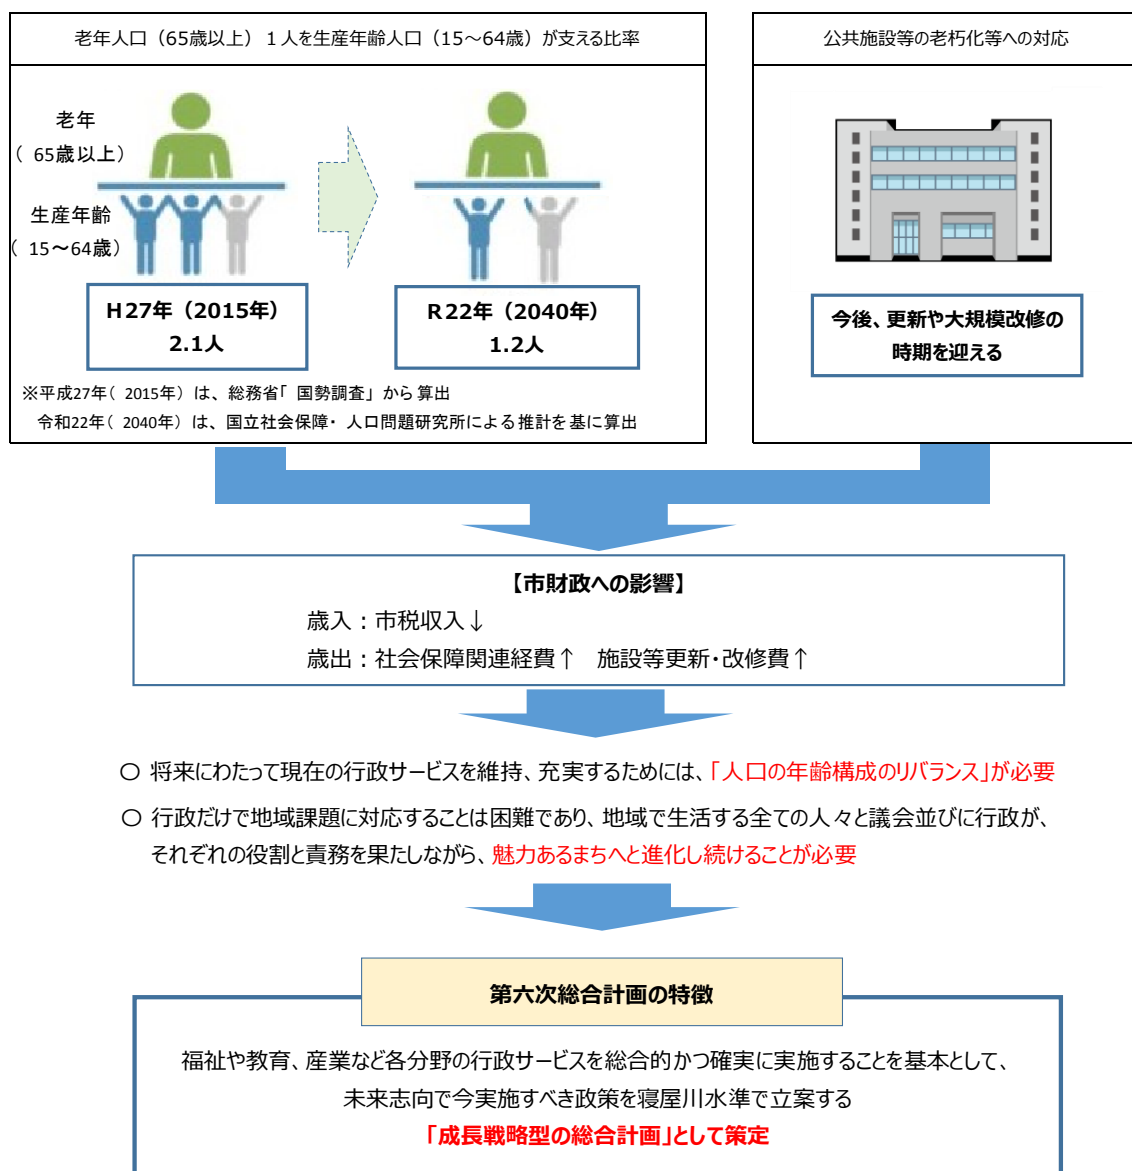 老年人口（65歳以上）１人を生産年齢人口（15～64歳）が支える比率
老年
（ 65歳以上）
生産年齢
（ 15～64歳）
H27年（2015年）
2.1人
R22年（2040年）
1.2人
※平成27年（ 2015年）は、総務省「 国勢調査」から算出
令和22年（ 2040年）は、国立社会保障・ 人口問題研究所による推計を基に算出
公共施設等の老朽化等への対応
今後、更新や大規模改修の
時期を迎える
【市財政への影響】
歳入：市税収入↓
歳出：社会保障関連経費↑　施設等更新・改修費↑
○ 将来にわたって現在の行政サービスを維持、充実するためには、「人口の年齢構成のリバランス」が必要
○ 行政だけで地域課題に対応することは困難であり、地域で生活する全ての人々と議会並びに行政が、
それぞれの役割と責務を果たしながら、魅力あるまちへと進化し続けることが必要
第六次総合計画の特徴
福祉や教育、産業など各分野の行政サービスを総合的かつ確実に実施することを基本として、
未来志向で今実施すべき政策を寝屋川水準で立案する
「成長戦略型の総合計画」として策定